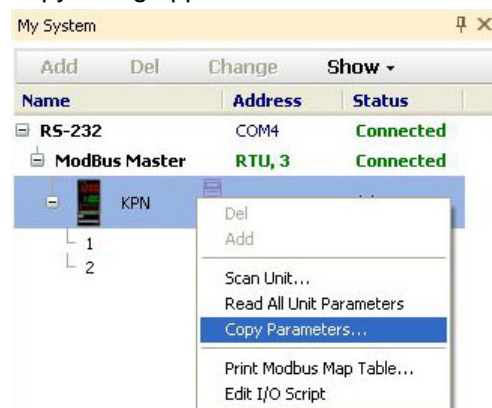 My System
Add Del Change Show
Name Address Status
RS-232 COM4 Connected
ModBus Master RTU, 3 Connected
KPN
1
2
Del
Add
Scan Unit...
Read All Unit Parameters
Copy Parameters...
Print Modbus Map Table...
Edit I/O Script